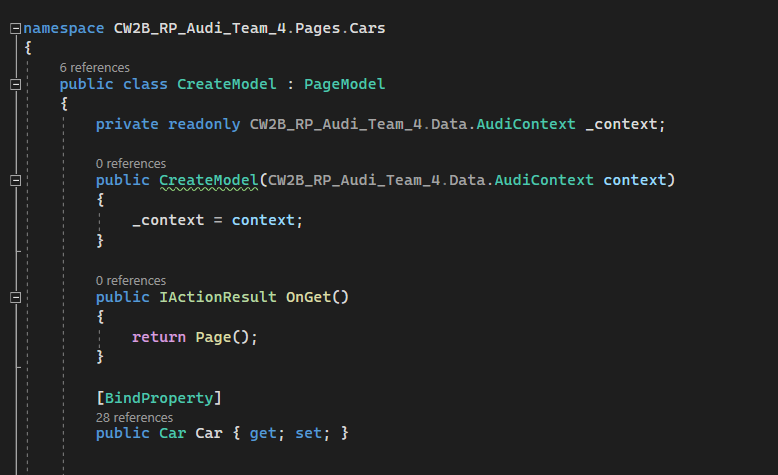 namespace CW2B_RP_Audi_Team_4.Pages.Cars
{
6 references
public class CreateModel : PageModel
{
private readonly CW2B_RP_Audi_Team_4.Data.AudiContext _context;
0 references
public CreateModel(CW2B_RP_Audi_Team_4.Data.AudiContext context)
{
_context = context;
}
0 references
public IActionResult OnGet()
{
return Page();
}
[BindProperty]
28 references
public Car Car { get; set; }